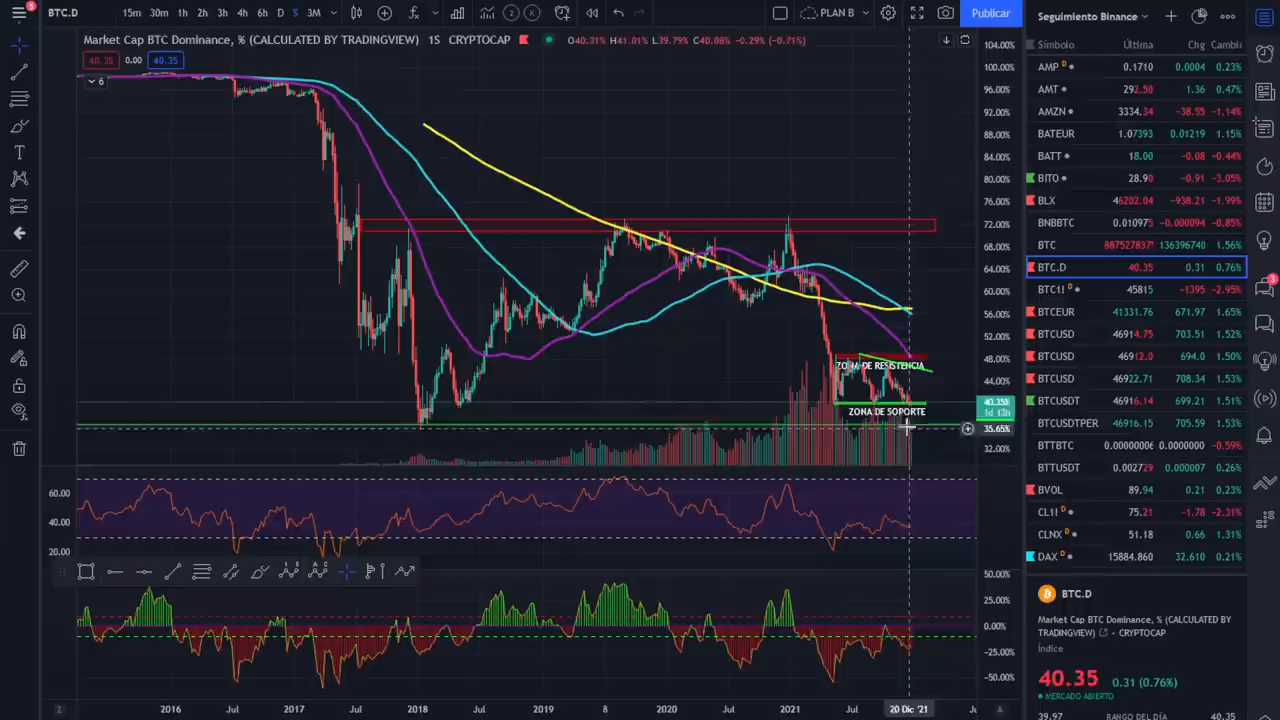 BTC.D 15m 30m 1h 2h 3h 4h 6h D S 3M 2 K PLAN B Publicar
Market Cap BTC Dominance, % (CALCULATED BY TRADINGVIEW) 1S CRYPTOCAP O40.31% H41.01% L39.79% C40.08% -0.29% (-0.71%)
40.35 0.00 40.35
6
104.00%
100.00%
96.00%
92.00%
88.00%
84.00%
80.00%
76.00%
72.00%
68.00%
64.00%
60.00%
56.00%
52.00%
48.00%
44.00%
40.35%
1d 17h
35.65%
32.00%
ZONA DE RESISTENCIA
ZONA DE SOPORTE
60.00
40.00
20.00
50.00%
25.00%
0.00%
-25.00%
-50.00%
2016 Jul 2017 Jul 2018 Jul 2019 8 2020 Jul 2021 Jul 20 Dic '21 Ju
Seguimiento Binance
Símbolo Última Chg Cambi
AMP D 0.1710 0.0004 0.23%
AMT 292.50 1.36 0.47%
AMZN 3334.34 -38.55 -1.14%
BATEUR 1.07393 0.01219 1.15%
BATT 18.00 -0.08 -0.44%
BITO 28.90 -0.91 -3.05%
BLX 46202.04 -938.21 -1.99%
BNBBTC 0.010975 -0.000094 -0.85%
BTC 887527837 136396740 1.56%
BTC.D 40.35 0.31 0.76%
BTC1! D 45815 -1395 -2.95%
BTCEUR 41331.76 671.97 1.65%
BTCUSD 46914.75 703.51 1.52%
BTCUSD 46912.0 694.0 1.50%
BTCUSD 46922.71 708.34 1.53%
BTCUSDT 46916.14 699.21 1.51%
BTCUSDTPER 46916.15 705.59 1.53%
BTTBTC 0.0000000 0.0000000 -0.59%
BTTUSDT 0.002729 0.000007 0.26%
BVOL 89.94 0.21 0.23%
CL1! D 75.21 -1.78 -2.31%
CLNX D 51.18 0.66 1.31%
DAX D 15884.860 32.610 0.21%
BTC.D
Market Cap BTC Dominance, % (CALCULATED BY
TRADINGVIEW) • CRYPTOCAP
Índice
40.35 0.31 (0.76%)
MERCADO ABIERTO
39.97 RANGO DEL DÍA 40.35